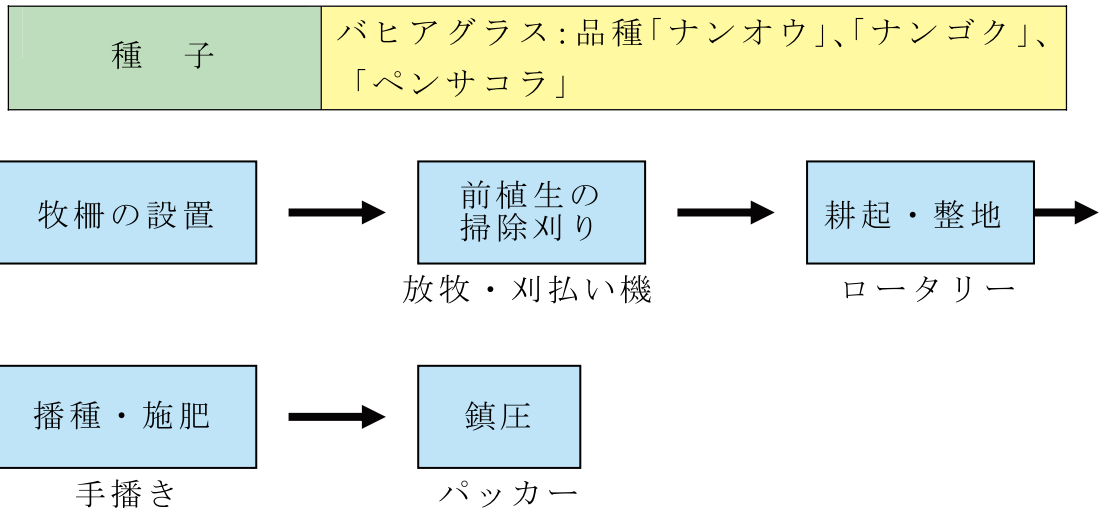 種　子
バヒアグラス:品種「ナンオウ」、「ナンゴク」、
「ペンサコラ」
牧柵の設置
前植生の
掃除刈り
耕起・整地
放牧・刈払い機
ロータリー
播種・施肥
鎮圧
手播き
パッカー